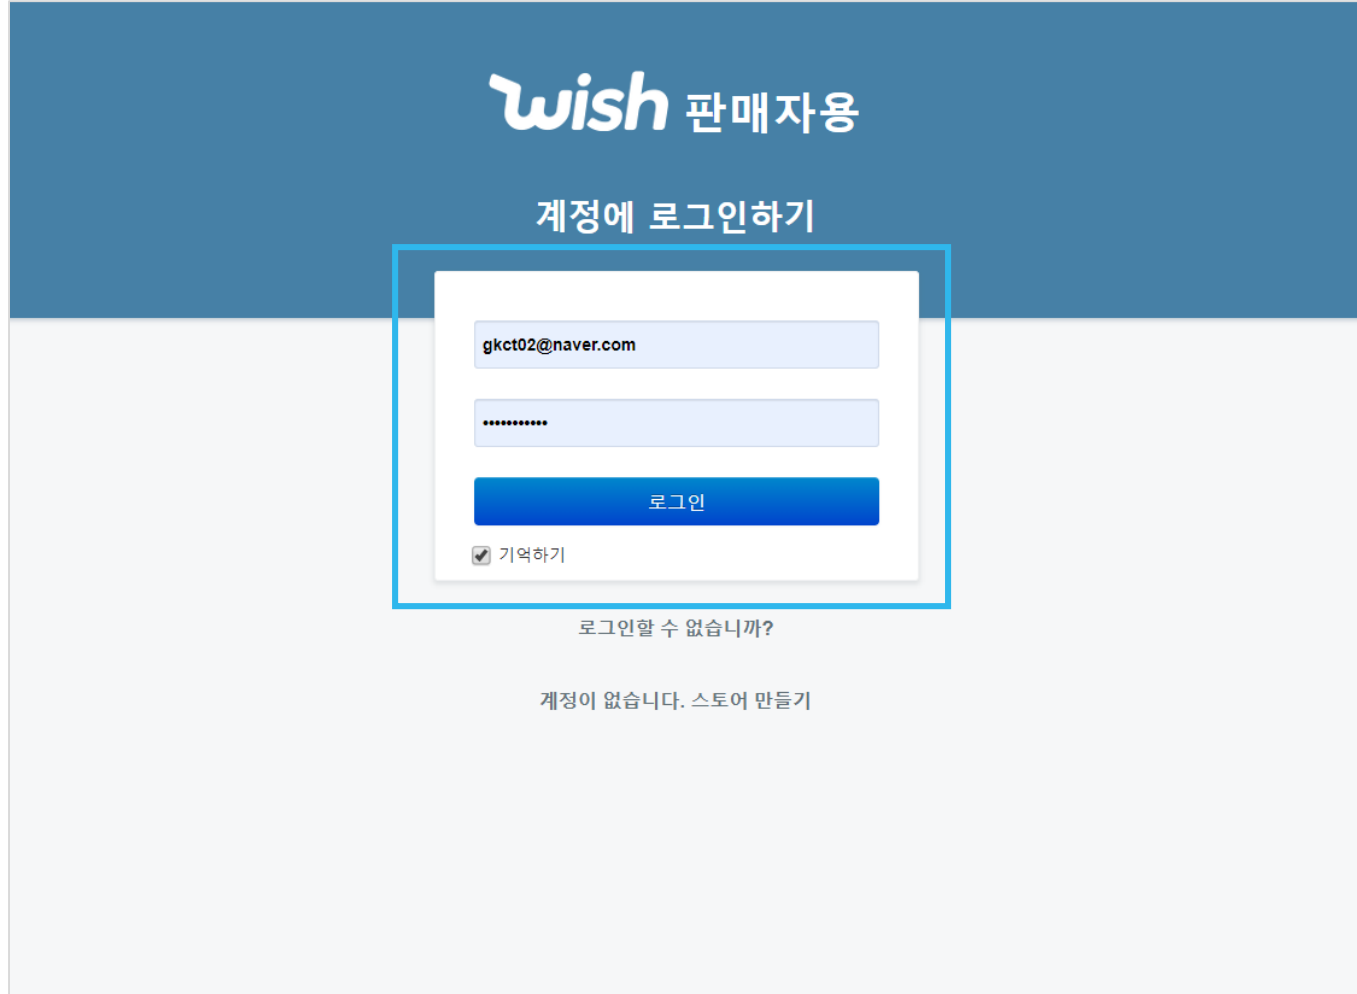 wish 판매자용
계정에 로그인하기
gkct02@naver.com
•••••••••••
로그인
기억하기
로그인할 수 없습니까?
계정이 없습니다. 스토어 만들기